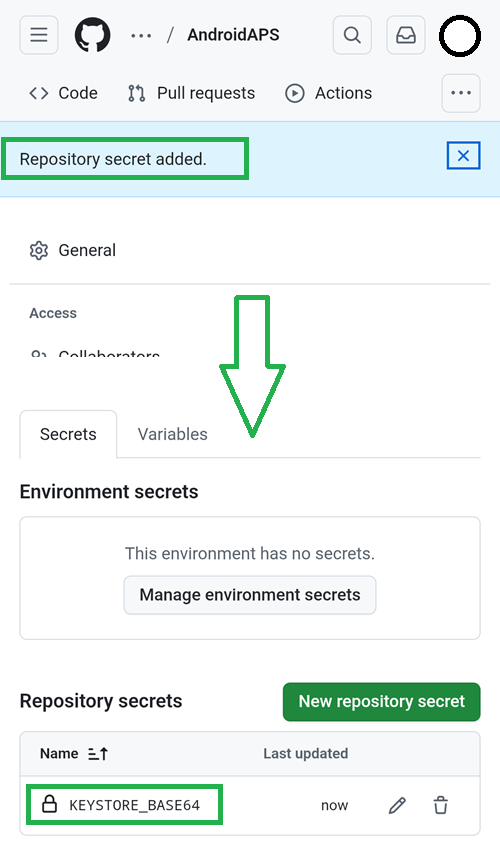 ... / AndroidAPS
Code Pull requests Actions ...
Repository secret added.
General
Access
Collaborators
Secrets Variables
Environment secrets
This environment has no secrets.
Manage environment secrets
Repository secrets New repository secret
Name Last updated
KEYSTORE_BASE64 now